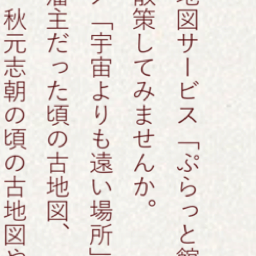 地図サービス「ぷらっと館
散策してみませんか。
「宇宙よりも遠い場所」
藩主だった頃の古地図、
秋元志朝の頃の古地図や